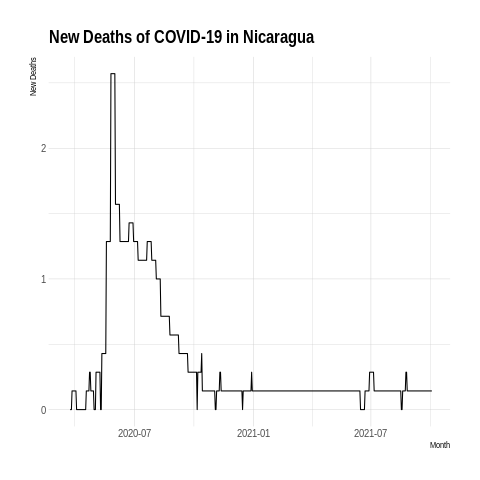 New Deaths of COVID-19 in Nicaragua
New Deaths
2
1
0
2020-07
2021-01
2021-07
Month